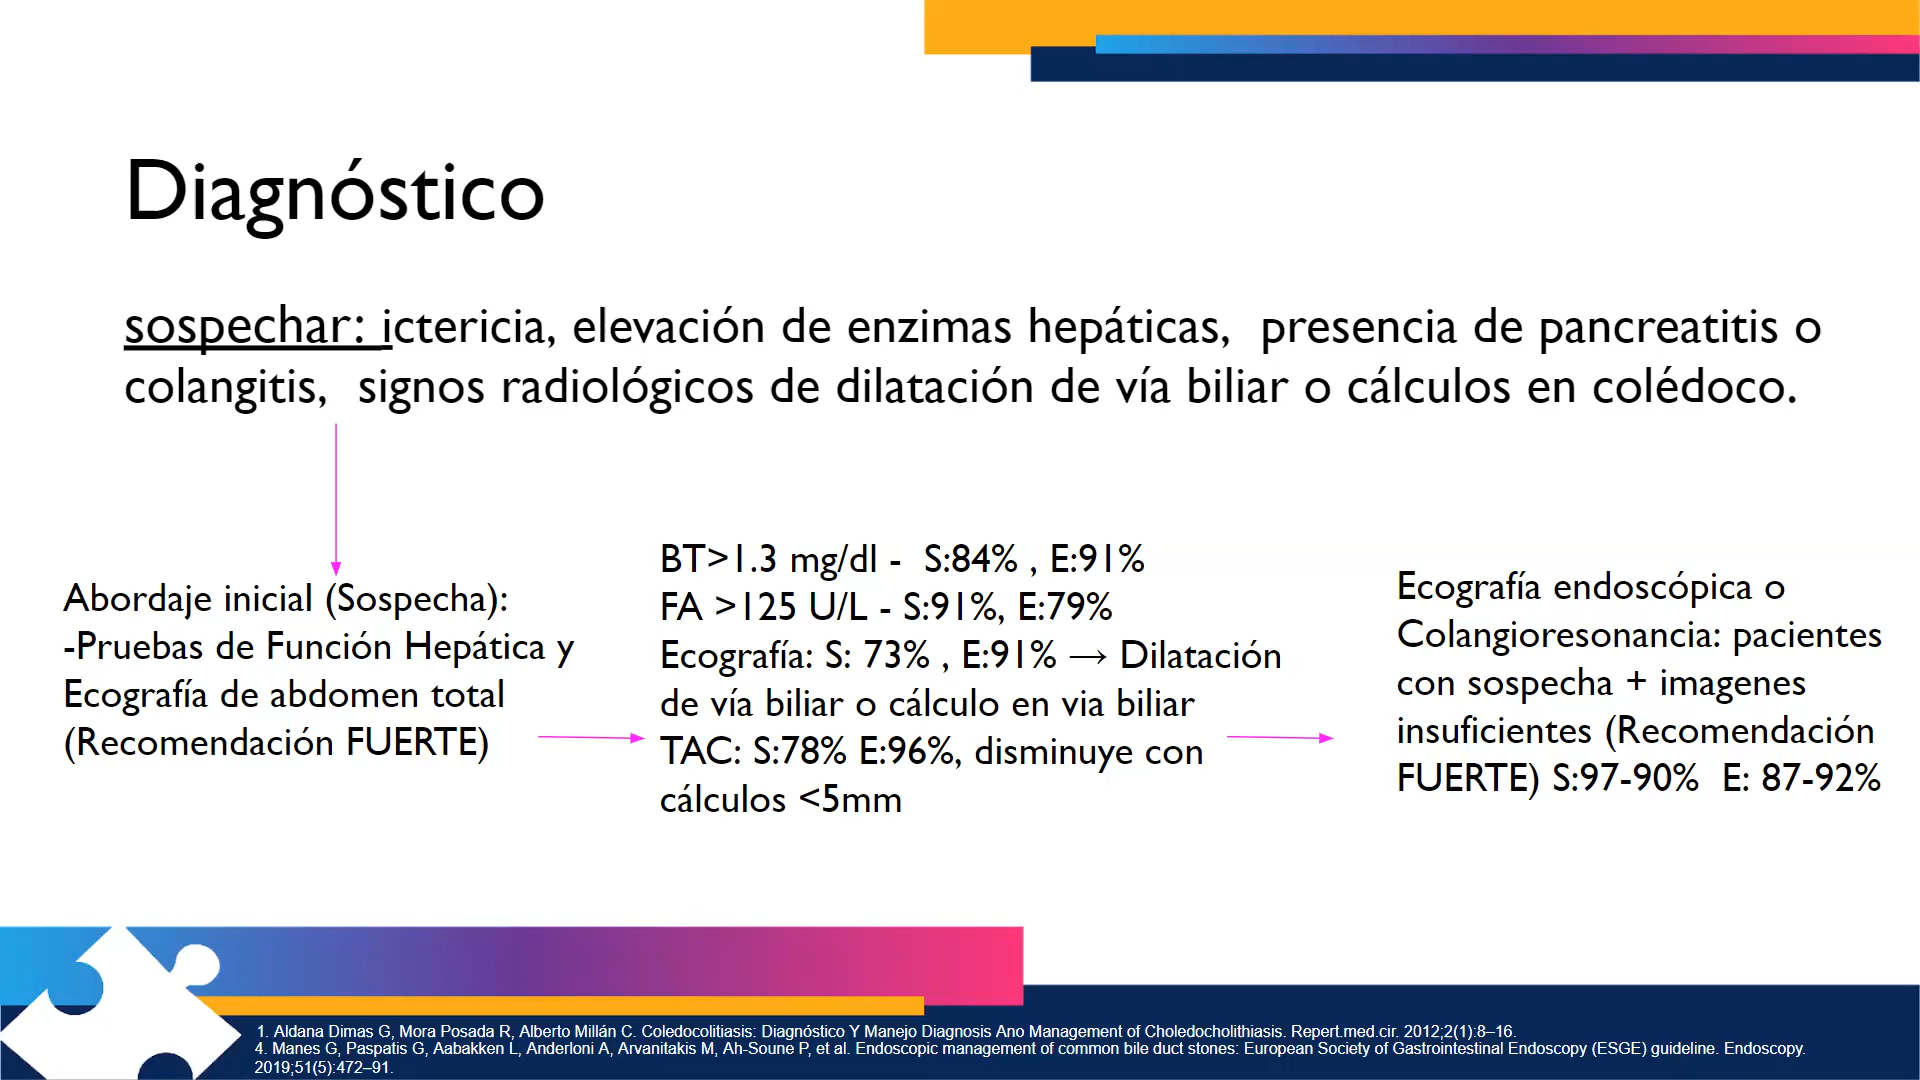 Diagnóstico
sospechar: ictericia, elevación de enzimas hepáticas,  presencia de pancreatitis o
colangitis,  signos radiológicos de dilatación de vía biliar o cálculos en colédoco.
Abordaje inicial (Sospecha):
-Pruebas de Función Hepática y
Ecografía de abdomen total
(Recomendación FUERTE)
BT>1.3 mg/dl -  S:84% , E:91%
FA >125 U/L - S:91%, E:79%
Ecografía: S: 73% , E:91% → Dilatación
de vía biliar o cálculo en via biliar
TAC: S:78% E:96%, disminuye con
cálculos <5mm
Ecografía endoscópica o
Colangioresonancia: pacientes
con sospecha + imagenes
insuficientes (Recomendación
FUERTE) S:97-90%  E: 87-92%
1. Aldana Dimas G, Mora Posada R, Alberto Millán C. Coledocolitiasis: Diagnóstico Y Manejo Diagnosis Ano Management of Choledocholithiasis. Repert.med.cir. 2012;2(1):8–16.
4. Manes G, Paspatis G, Aabakken L, Anderloni A, Arvanitakis M, Ah-Soune P, et al. Endoscopic management of common bile duct stones: European Society of Gastrointestinal Endoscopy (ESGE) guideline. Endoscopy.
2019;51(5):472–91.